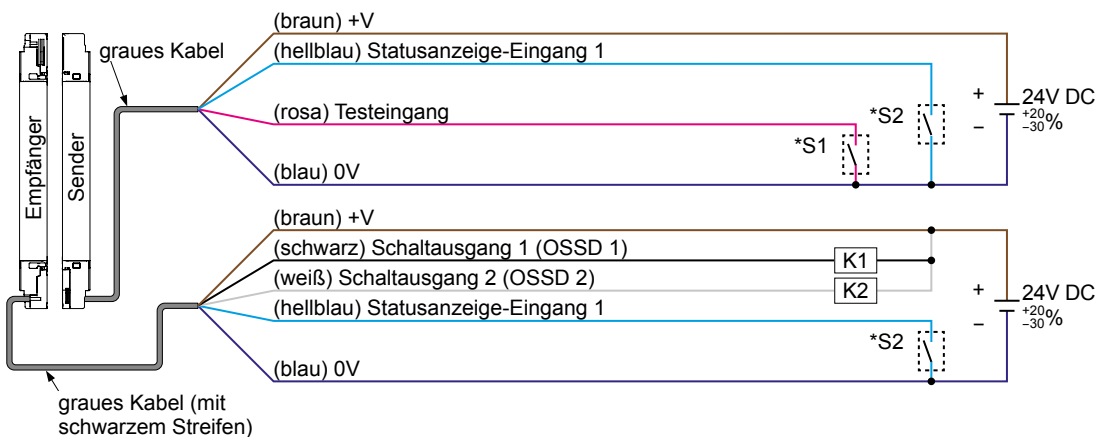 (braun) +V
graues Kabel
(hellblau) Statusanzeige-Eingang 1
(rosa) Testeingang
*S1
*S2
+
−
24V DC
+20
−30 %
(blau) 0V
Empfänger
Sender
(braun) +V
(schwarz) Schaltausgang 1 (OSSD 1)
K1
(weiß) Schaltausgang 2 (OSSD 2)
K2
(hellblau) Statusanzeige-Eingang 1
*S2
+
−
24V DC
+20
−30 %
(blau) 0V
graues Kabel (mit
schwarzem Streifen)